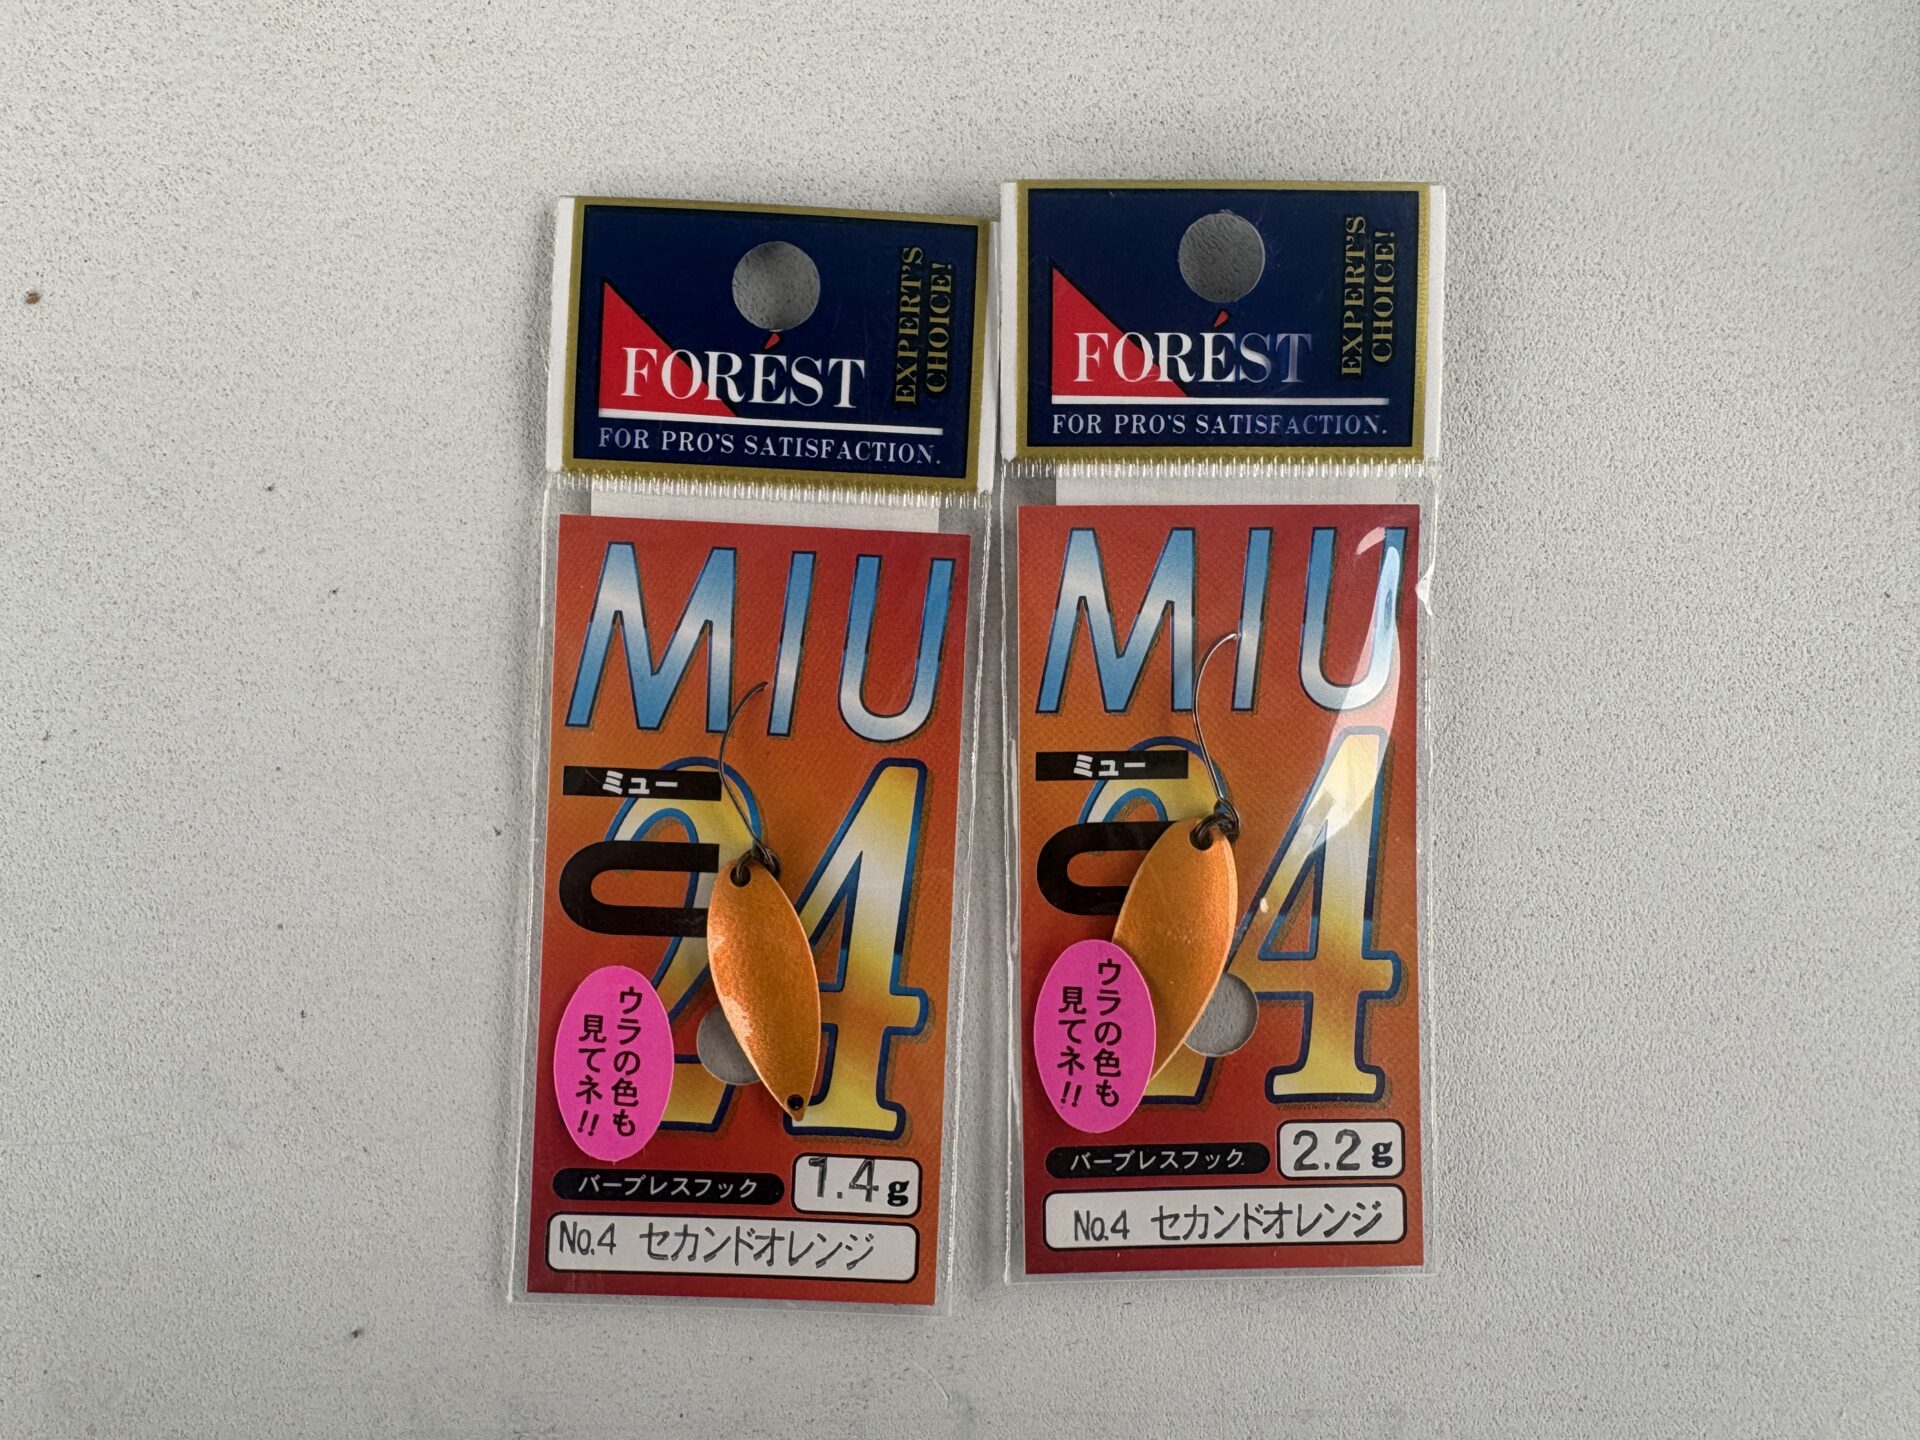 FORÉST
EXPERT'S
CHOICE!
FOR PRO'S SATISFACTION.
MIU
ミュー
24
ウラの色も
見てネ!!
バーブレスフック
1.4g
No.4 セカンドオレンジ
FORÉST
EXPERT'S
CHOICE!
FOR PRO'S SATISFACTION.
MIU
ミュー
24
ウラの色も
見てネ!!
バーブレスフック
2.2g
No.4 セカンドオレンジ